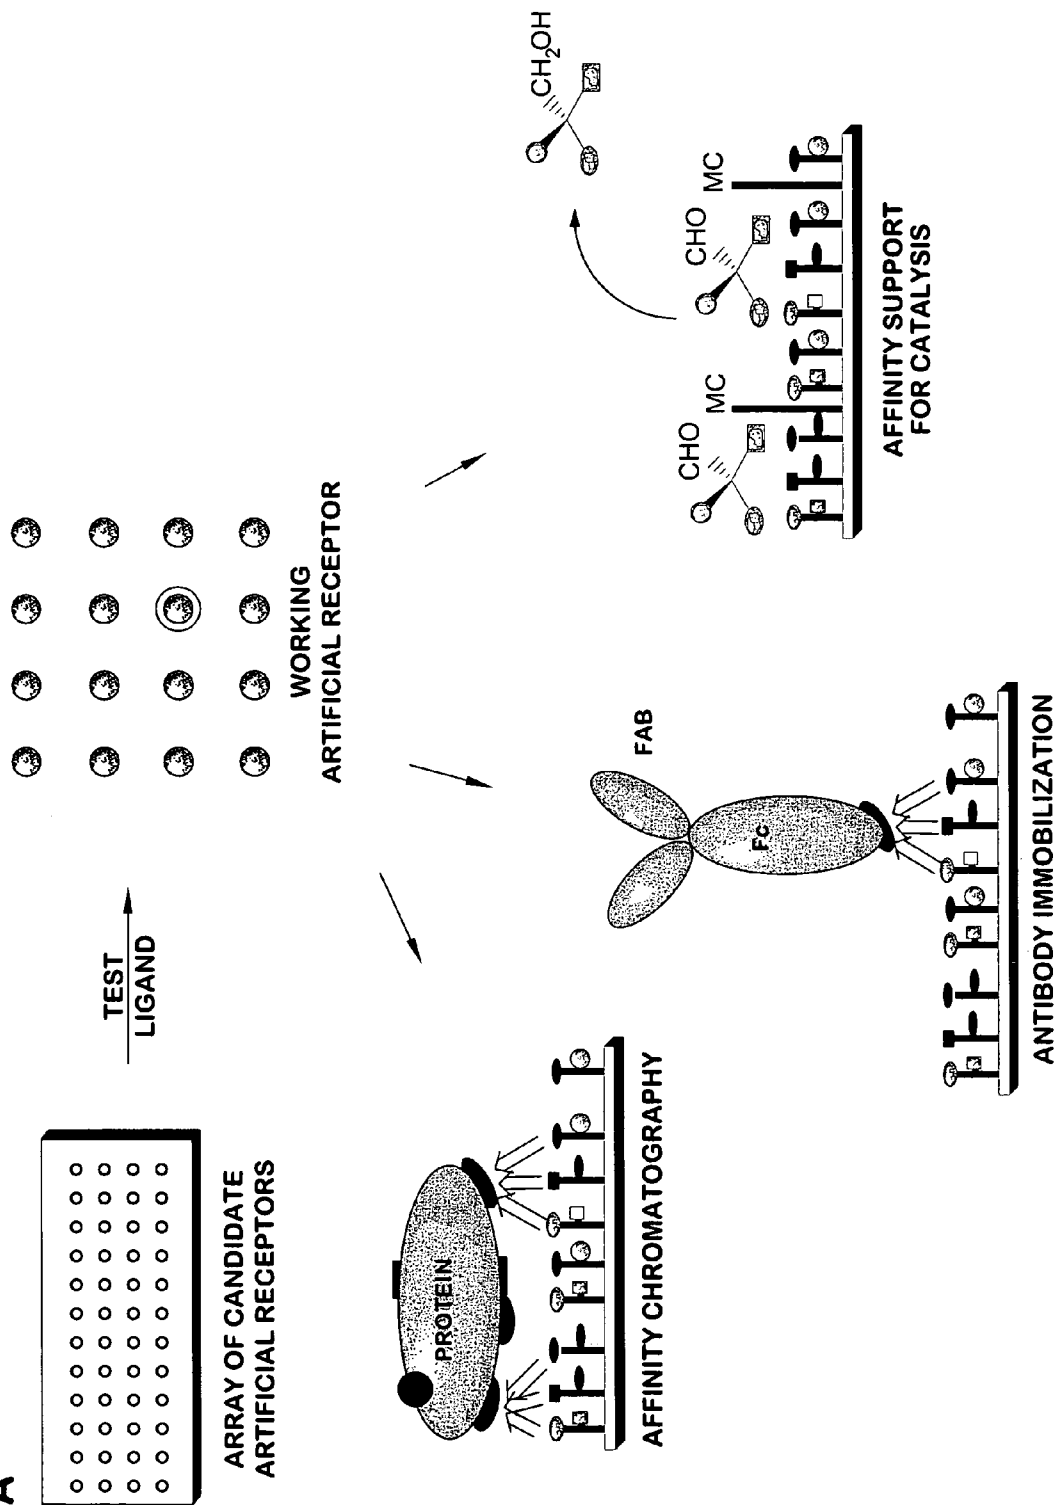 A
ARRAY OF CANDIDATE
ARTIFICIAL RECEPTORS
TEST
LIGAND
WORKING
ARTIFICIAL RECEPTOR
PROTEIN
AFFINITY CHROMATOGRAPHY
FAB
FC
ANTIBODY IMMOBILIZATION
CHO
MC
CHO
MC
CH2OH
AFFINITY SUPPORT
FOR CATALYSIS